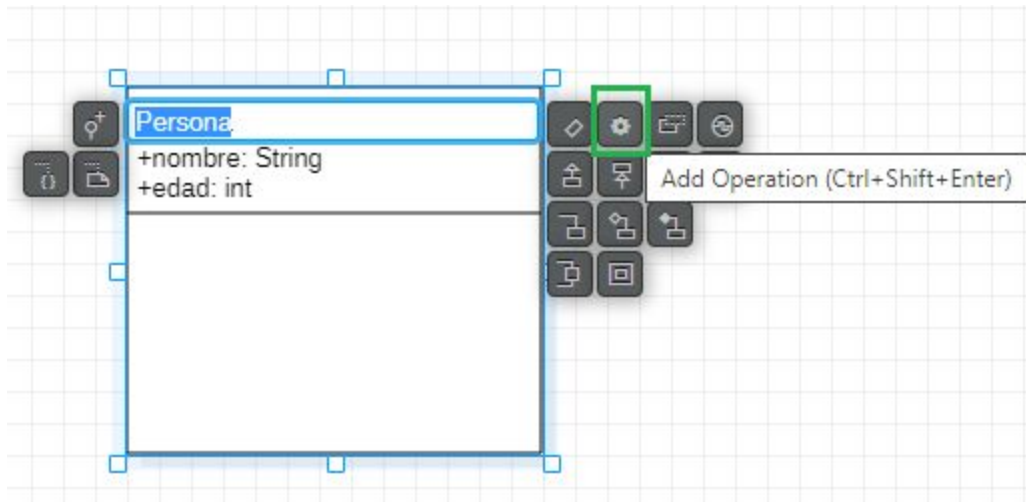 Persona
+nombre: String
+edad: int
Add Operation (Ctrl+Shift+Enter)